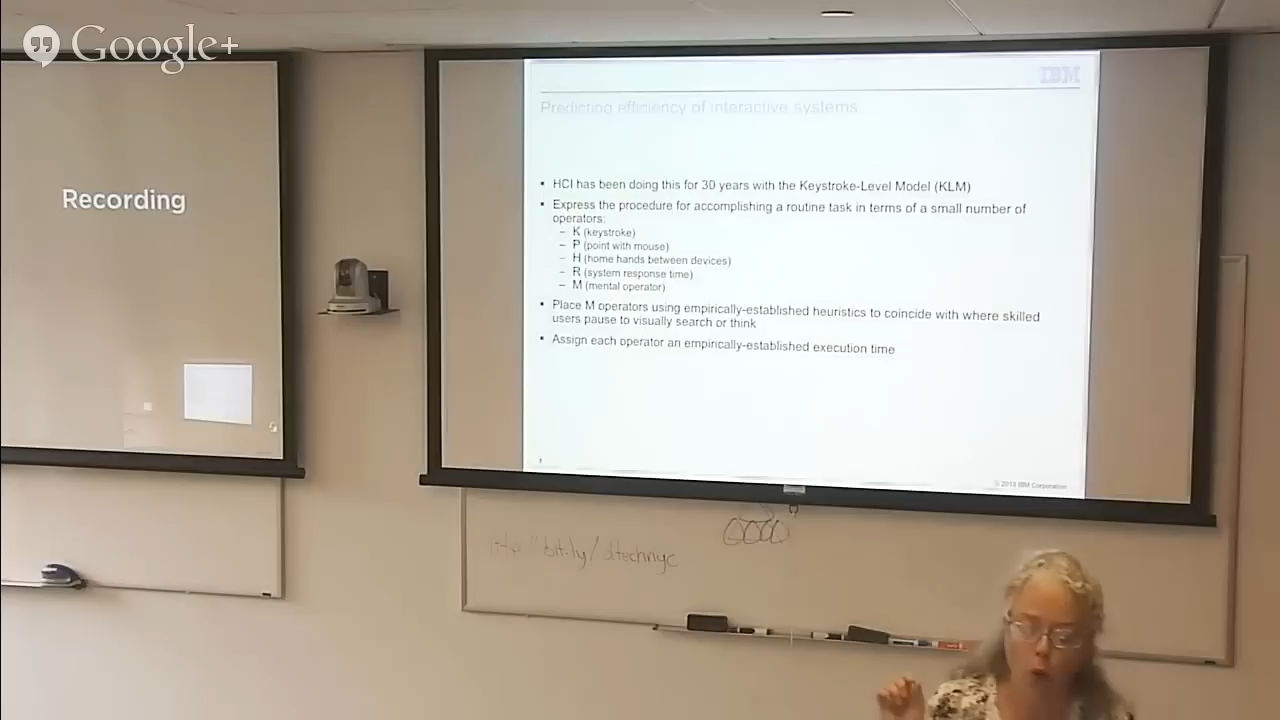 Google+
Recording
IBM
Predicting efficiency of interactive systems
▪ HCI has been doing this for 30 years with the Keystroke-Level Model (KLM)
▪ Express the procedure for accomplishing a routine task in terms of a small number of
operators:
– K (keystroke)
– P (point with mouse)
– H (home hands between devices)
– R (system response time)
– M (mental operator)
▪ Place M operators using empirically-established heuristics to coincide with where skilled
users pause to visually search or think
▪ Assign each operator an empirically-established execution time
© 2013 IBM Corporation
bit.ly/dtechnyc